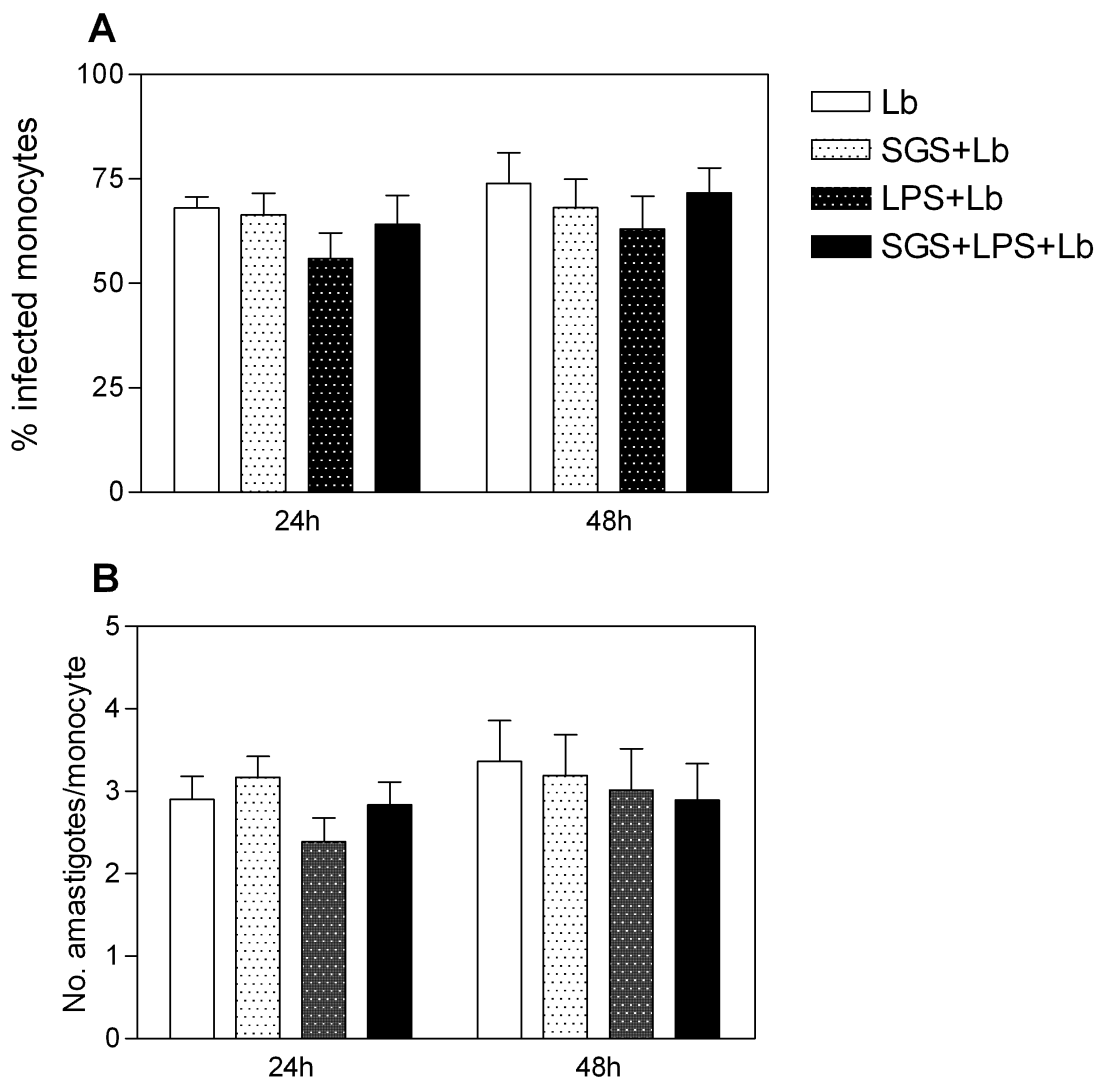 A
100
75
50
25
0
% infected monocytes
24h
48h
Lb
SGS+Lb
LPS+Lb
SGS+LPS+Lb
B
5
4
3
2
1
0
No. amastigotes/monocyte
24h
48h